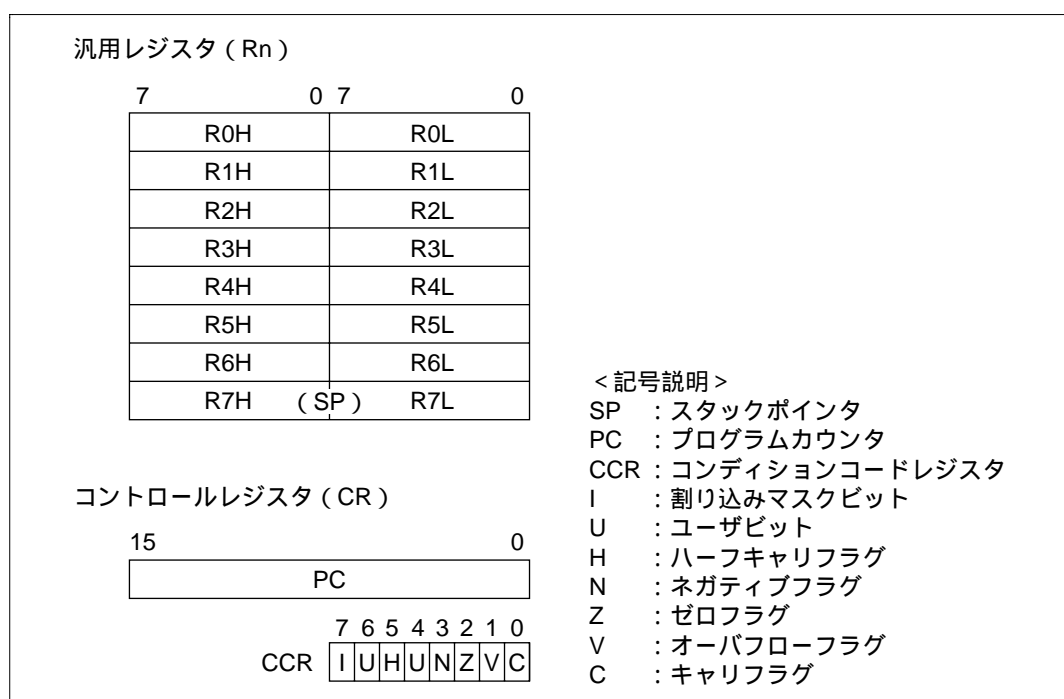 汎用レジスタ(Rn)
7 0 7 0
R0H R0L
R1H R1L
R2H R2L
R3H R3L
R4H R4L
R5H R5L
R6H R6L
R7H (SP) R7L
コントロールレジスタ(CR)
15 0
PC
7 6 5 4 3 2 1 0
CCR I U H U N Z V C
<記号説明>
SP :スタックポインタ
PC :プログラムカウンタ
CCR:コンディションコードレジスタ
I :割り込みマスクビット
U :ユーザビット
H :ハーフキャリフラグ
N :ネガティブフラグ
Z :ゼロフラグ
V :オーバフローフラグ
C :キャリフラグ